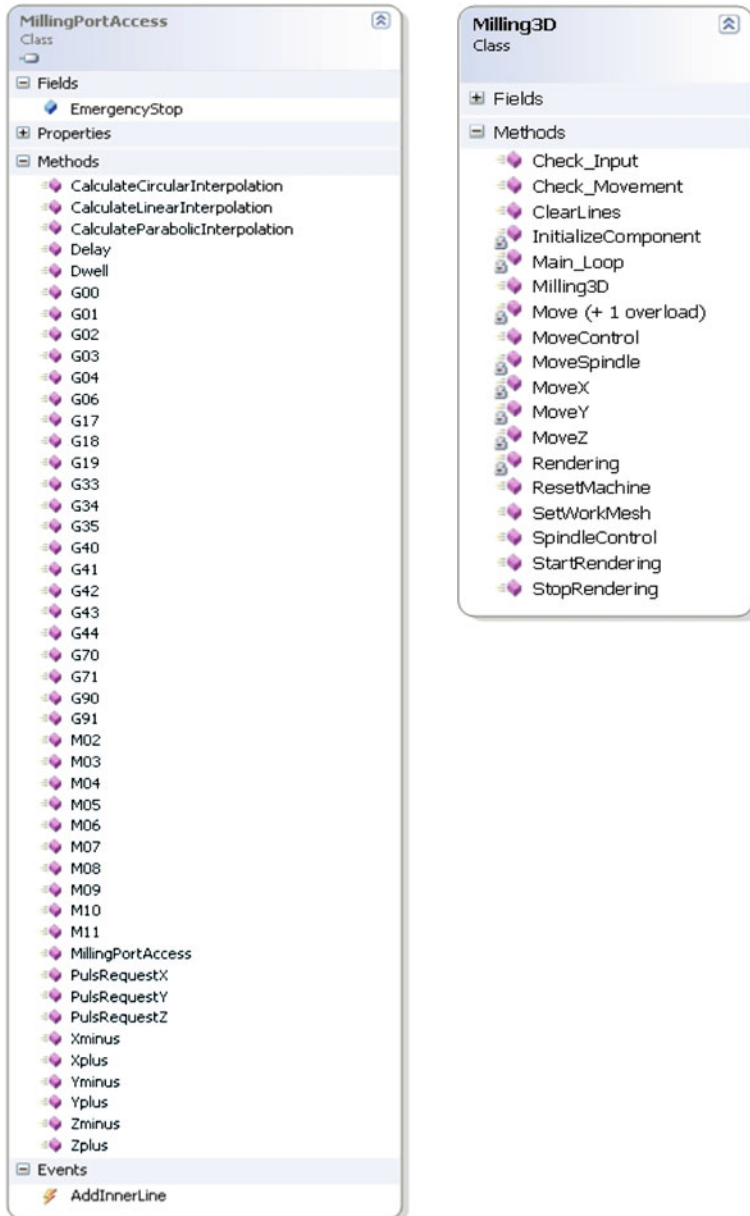 MillingPortAccess
Class
Fields
EmergencyStop
Properties
Methods
CalculateCircularInterpolation
CalculateLinearInterpolation
CalculateParabolicInterpolation
Delay
Dwell
G00
G01
G02
G03
G04
G06
G17
G18
G19
G33
G34
G35
G40
G41
G42
G43
G44
G70
G71
G90
G91
M02
M03
M04
M05
M06
M07
M08
M09
M10
M11
MillingPortAccess
PulsRequestX
PulsRequestY
PulsRequestZ
Xminus
Xplus
Yminus
Yplus
Zminus
Zplus
Events
AddInnerLine
Milling3D
Class
Fields
Methods
Check_Input
Check_Movement
ClearLines
InitializeComponent
Main_Loop
Milling3D
Move (+ 1 overload)
MoveControl
MoveSpindle
MoveX
MoveY
MoveZ
Rendering
ResetMachine
SetWorkMesh
SpindleControl
StartRendering
StopRendering